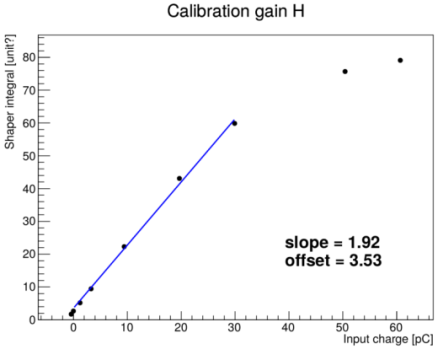 Calibration gain H
Shaper integral [unit?]
80
70
60
50
40
30
20
10
0
slope = 1.92
offset = 3.53
0 10 20 30 40 50 60
Input charge [pC]